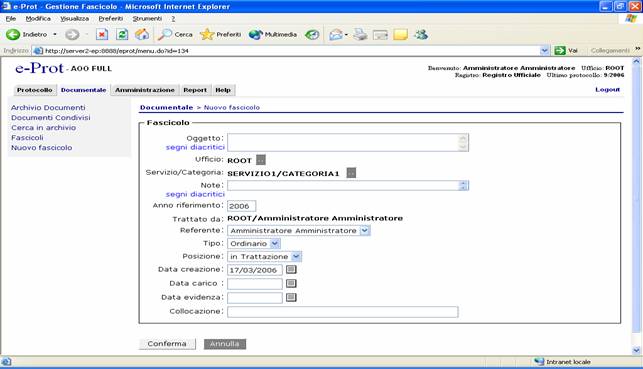 e-Prot - Gestione Fascicolo - Microsoft Internet Explorer
File Modifica Visualizza Preferiti Strumenti ?
Indietro Cerca Preferiti Multimedia
Indirizzo http://server2-ep:8888/eprot/menu.do?id=134 Vai Collegamenti »
e-Prot - AOO FULL
Benvenuto: Amministratore Amministratore Ufficio: ROOT
Registro: Registro Ufficiale Ultimo protocollo: 9/2006
Protocollo Documentale Amministrazione Report Help Logout
Archivio Documenti
Documenti Condivisi
Cerca in archivio
Fascicoli
Nuovo fascicolo
Documentale > Nuovo fascicolo
Fascicolo
Oggetto:
segni diacritici
Ufficio: ROOT ...
Servizio/Categoria: SERVIZIO1/CATEGORIA1 ...
Note:
segni diacritici
Anno riferimento: 2006
Trattato da: ROOT/Amministratore Amministratore
Referente: Amministratore Amministratore
Tipo: Ordinario
Posizione: in Trattazione
Data creazione: 17/03/2006
Data carico :
Data evidenza:
Collocazione:
Conferma Annulla
Intranet locale